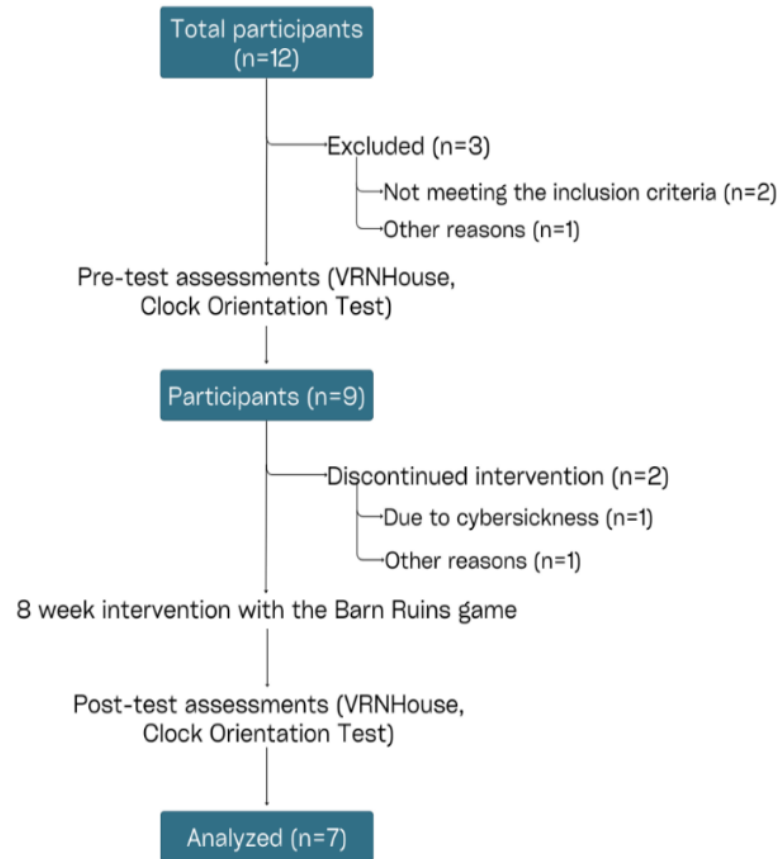 Total participants
(n=12)
Excluded (n=3)
Not meeting the inclusion criteria (n=2)
Other reasons (n=1)
Pre-test assessments (VRNHouse,
Clock Orientation Test)
Participants (n=9)
Discontinued intervention (n=2)
Due to cybersickness (n=1)
Other reasons (n=1)
8 week intervention with the Barn Ruins game
Post-test assessments (VRNHouse,
Clock Orientation Test)
Analyzed (n=7)